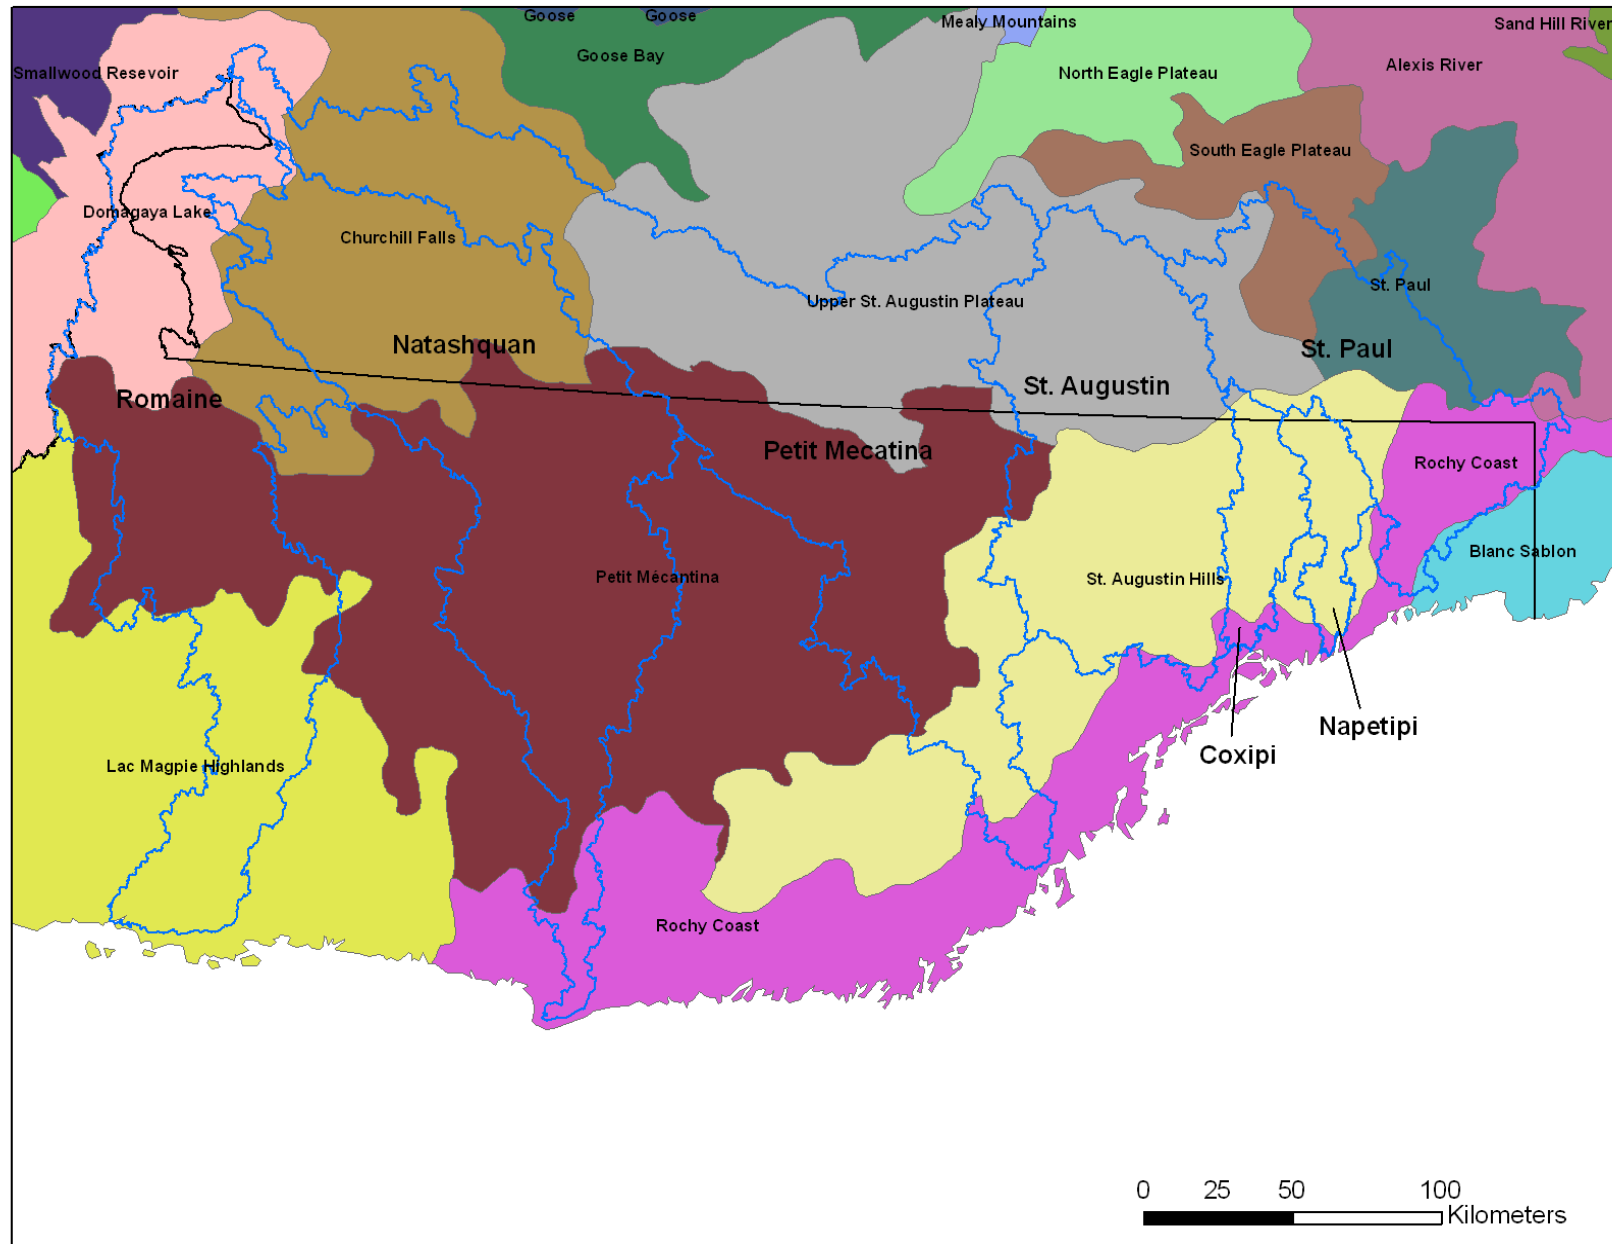 Goose
Goose
Mealy Mountains
Sand Hill River
Goose Bay
Alexis River
Smallwood Resevoir
North Eagle Plateau
South Eagle Plateau
Domagaya Lake
Churchill Falls
St. Paul
Upper St. Augustin Plateau
Natashquan
St. Paul
St. Augustin
Romaine
Petit Mecatina
Rochy Coast
Blanc Sablon
Petit Mécantina
St. Augustin Hills
Napetipi
Coxipi
Lac Magpie Highlands
Rochy Coast
0 25 50 100
Kilometers